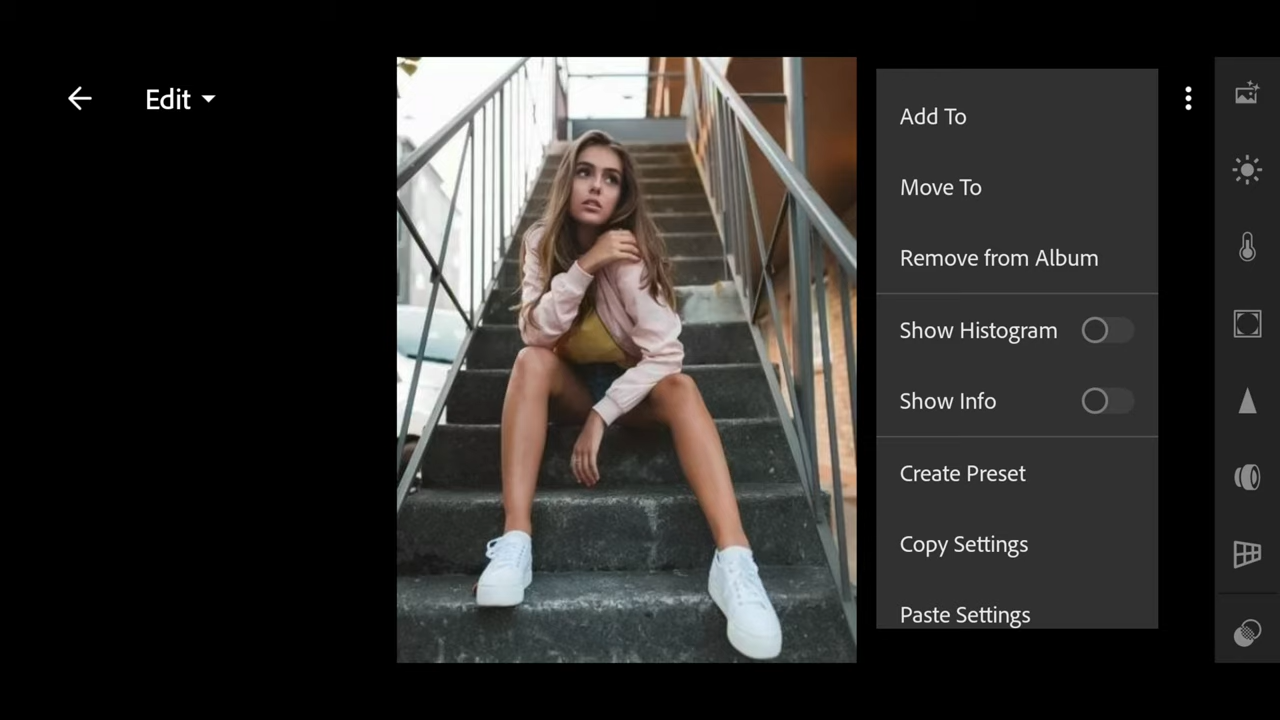 Edit
Add To
Move To
Remove from Album
Show Histogram
Show Info
Create Preset
Copy Settings
Paste Settings